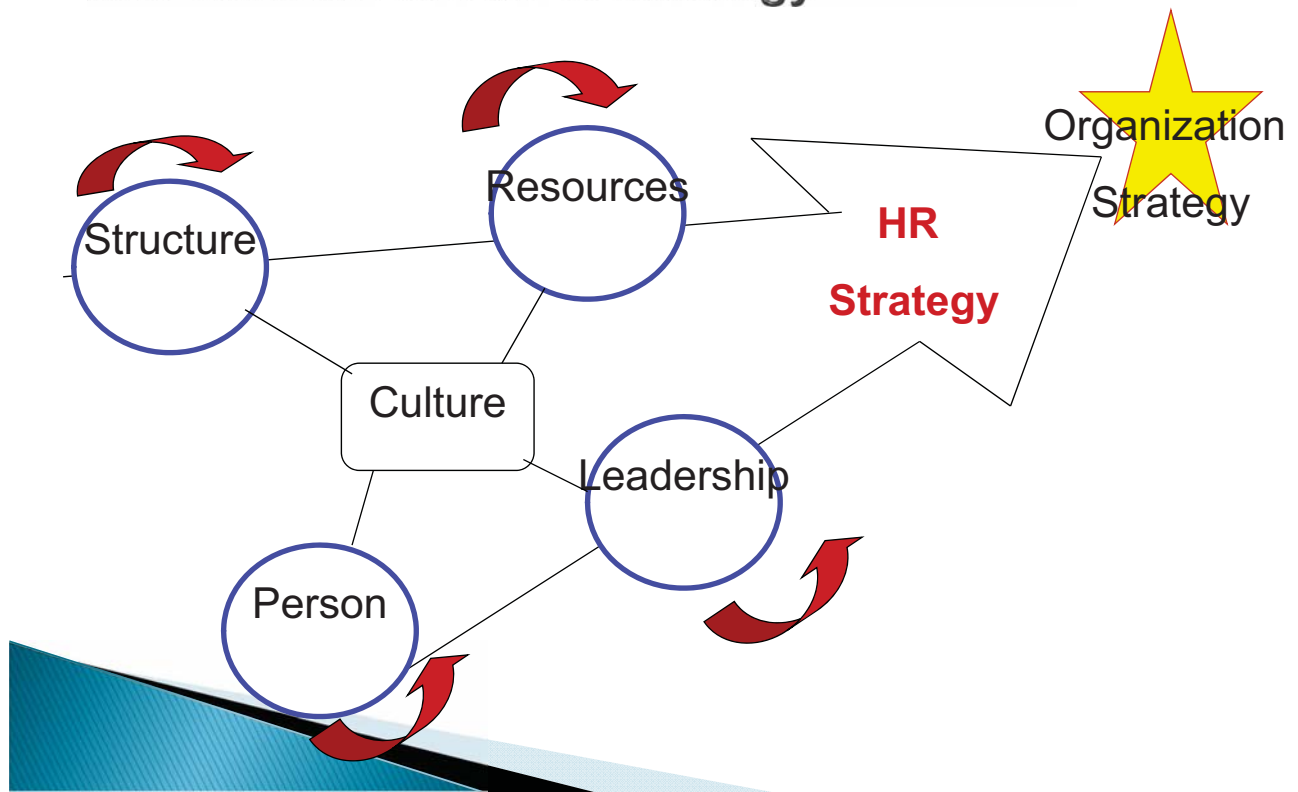 Organization
Strategy
Resources
Structure
HR
Strategy
Culture
Leadership
Person